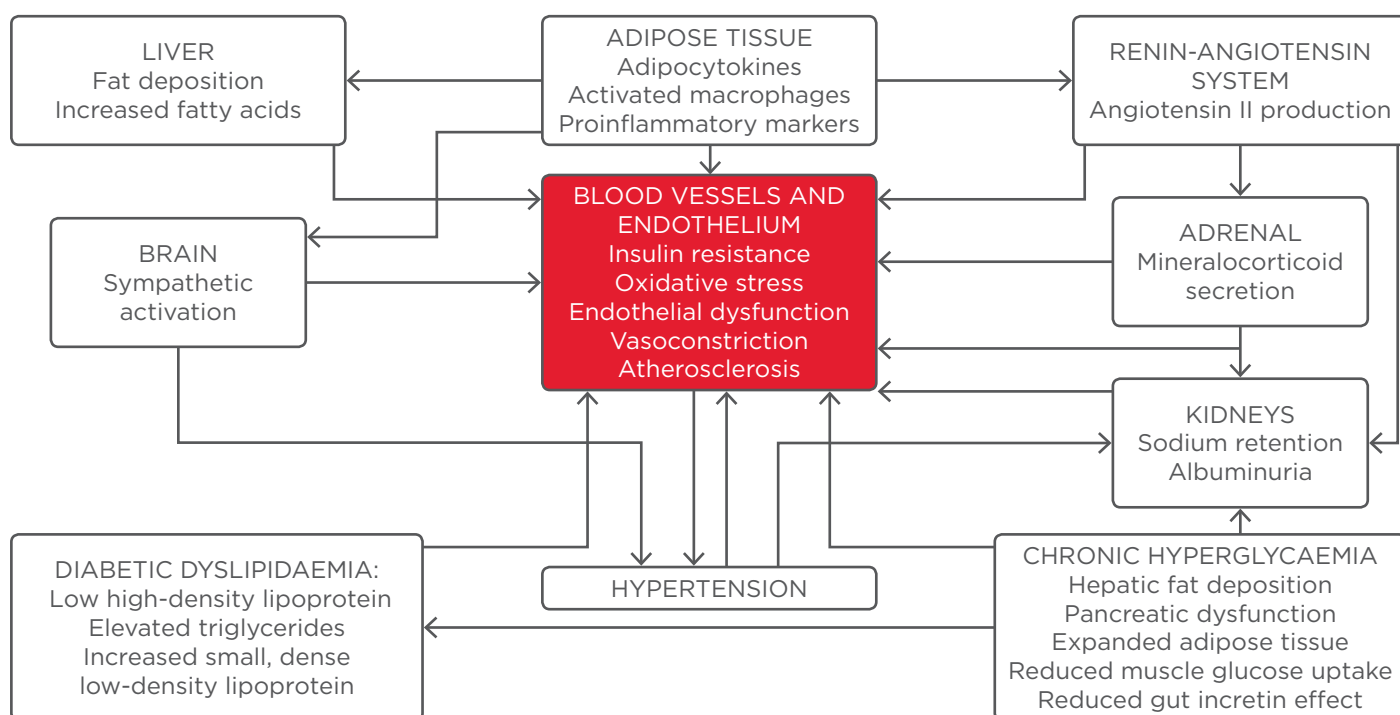 LIVER
Fat deposition
Increased fatty acids
ADIPOSE TISSUE
Adipocytokines
Activated macrophages
Proinflammatory markers
RENIN-ANGIOTENSIN
SYSTEM
Angiotensin II production
BRAIN
Sympathetic
activation
BLOOD VESSELS AND
ENDOTHELIUM
Insulin resistance
Oxidative stress
Endothelial dysfunction
Vasoconstriction
Atherosclerosis
ADRENAL
Mineralocorticoid
secretion
KIDNEYS
Sodium retention
Albuminuria
DIABETIC DYSLIPIDAEMIA:
Low high-density lipoprotein
Elevated triglycerides
Increased small, dense
low-density lipoprotein
HYPERTENSION
CHRONIC HYPERGLYCAEMIA
Hepatic fat deposition
Pancreatic dysfunction
Expanded adipose tissue
Reduced muscle glucose uptake
Reduced gut incretin effect